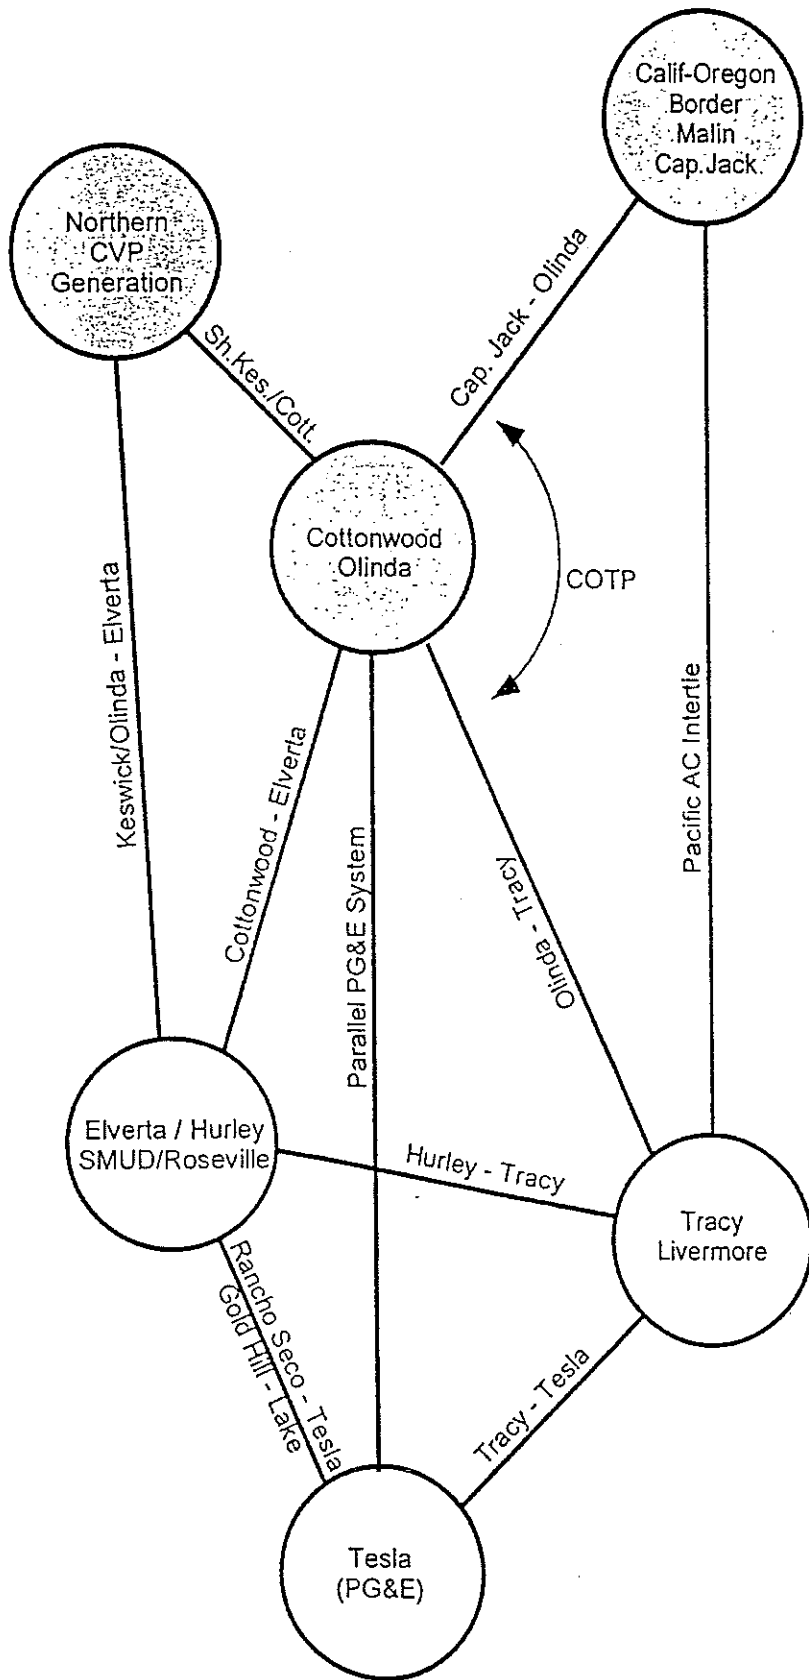 Calif-Oregon
Border
Malin
Cap.Jack.
Northern
CVP
Generation
Sh.Kes./Cott.
Cap. Jack - Olinda
Cottonwood
Olinda
COTP
Keswick/Olinda - Elverta
Cottonwood - Elverta
Parallel PG&E System
Olinda - Tracy
Pacific AC Intertie
Elverta / Hurley
SMUD/Roseville
Hurley - Tracy
Tracy
Livermore
Rancho Seco - Tesla
Gold Hill - Lake
Tracy - Tesla
Tesla
(PG&E)